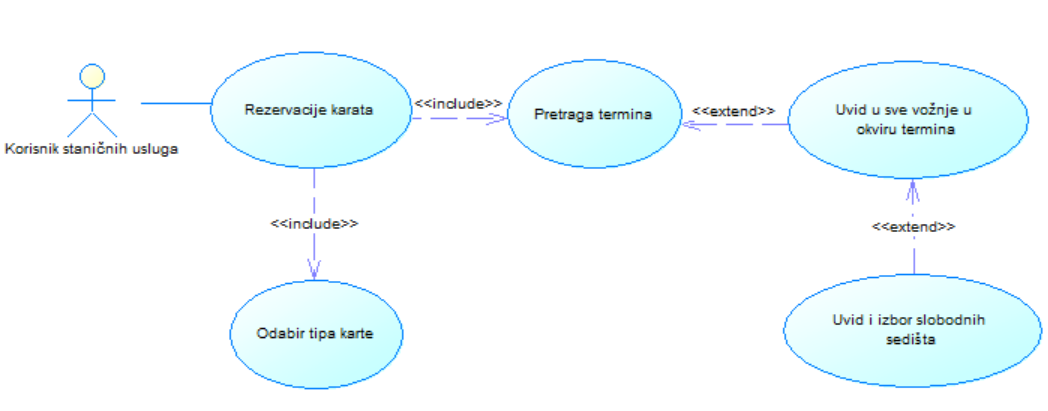 Korisnik staničnih usluga
Rezervacije karata
<<include>>
Pretraga termina
<<extend>>
Uvid u sve vožnje u
okviru termina
<<include>>
<<extend>>
Odabir tipa karte
Uvid i izbor slobodnih
sedišta